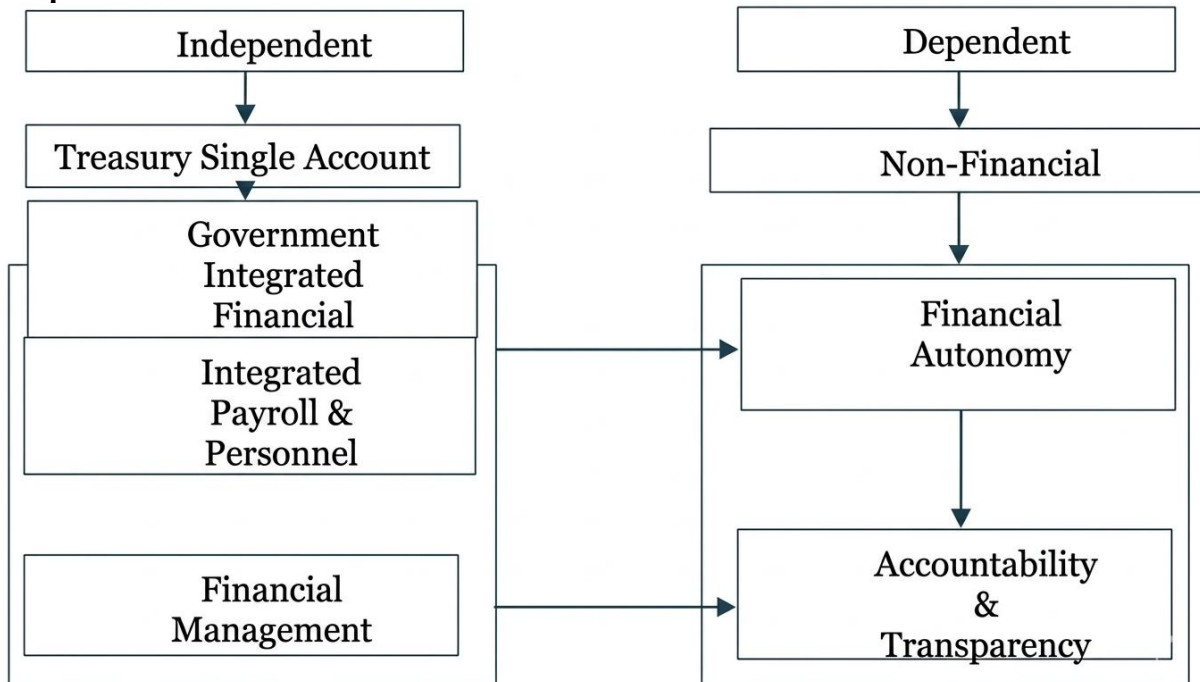 Independent
Treasury Single Account
Government
Integrated
Financial
Integrated
Payroll &
Personnel
Financial
Management
Dependent
Non-Financial
Financial
Autonomy
Accountability
&
Transparency